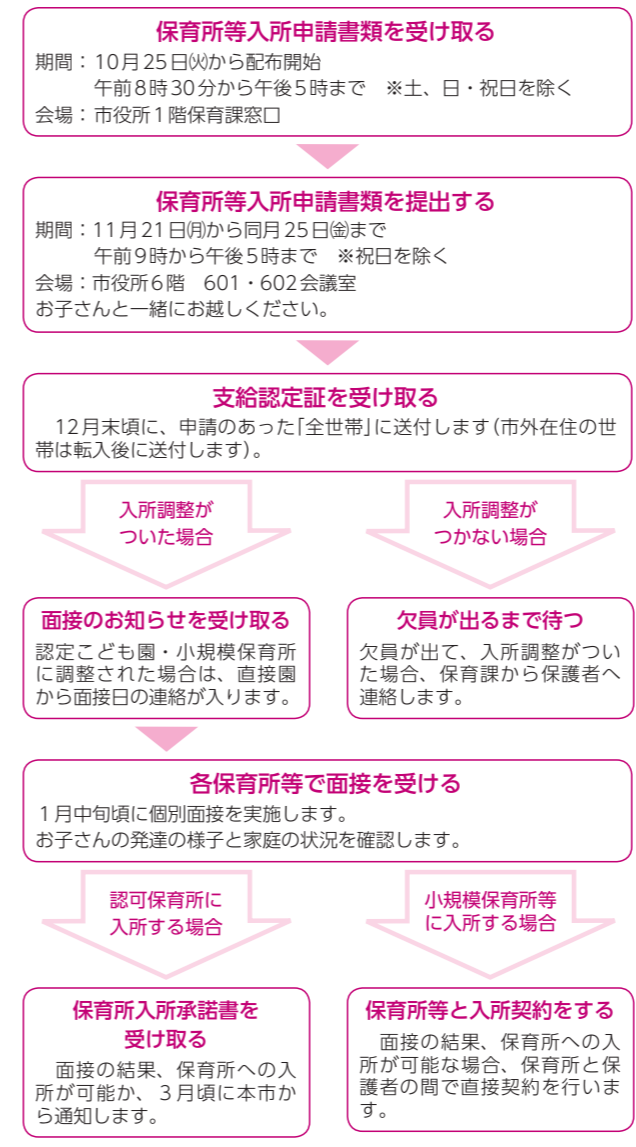 保育所等入所申請書類を受け取る
期間：10月25日㈫から配布開始
午前8時30分から午後5時まで　※土、日・祝日を除く
会場：市役所1階保育課窓口
保育所等入所申請書類を提出する
期間：11月21日㈪から同月25日㈮まで
午前9時から午後5時まで　※祝日を除く
会場：市役所6階　601・602会議室
お子さんと一緒にお越しください。
支給認定証を受け取る
12月末頃に、申請のあった「全世帯」に送付します（市外在住の世
帯は転入後に送付します）。
入所調整が
ついた場合
入所調整が
つかない場合
面接のお知らせを受け取る
認定こども園・小規模保育所
に調整された場合は、直接園
から面接日の連絡が入ります。
欠員が出るまで待つ
欠員が出て、入所調整がつい
た場合、保育課から保護者へ
連絡します。
各保育所等で面接を受ける
1月中旬頃に個別面接を実施します。
お子さんの発達の様子と家庭の状況を確認します。
認可保育所に
入所する場合
小規模保育所等
に入所する場合
保育所入所承諾書を
受け取る
面接の結果、保育所への入
所が可能か、3月頃に本市か
ら通知します。
保育所等と入所契約をする
面接の結果、保育所への入
所が可能な場合、保育所と保
護者の間で直接契約を行いま
す。